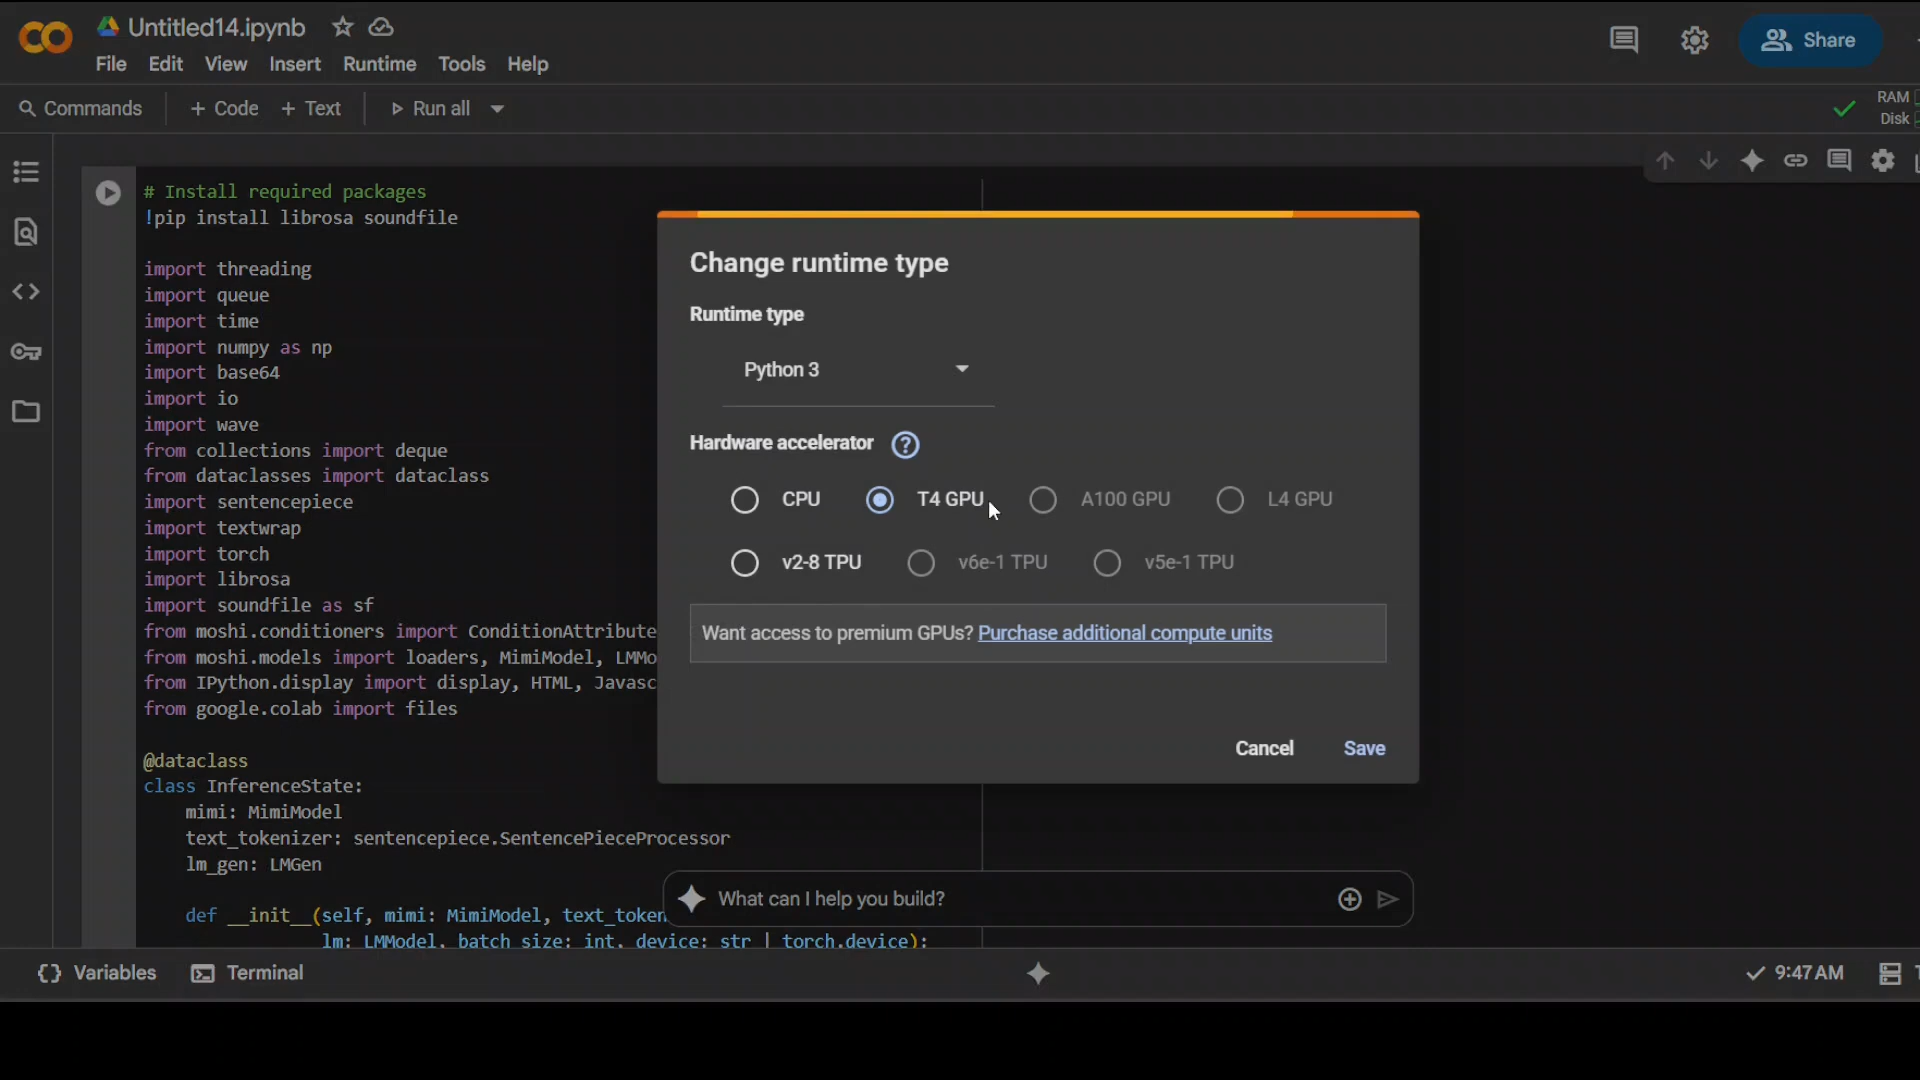 Untitled14.ipynb
File Edit View Insert Runtime Tools Help
Share
Commands + Code + Text Run all
RAM
Disk
# Install required packages
!pip install librosa soundfile
import threading
import queue
import time
import numpy as np
import base64
import io
import wave
from collections import deque
from dataclasses import dataclass
import sentencepiece
import textwrap
import torch
import librosa
import soundfile as sf
from moshi.conditioners import ConditionAttribute
from moshi.models import loaders, MimiModel, LMMo
from IPython.display import display, HTML, Javasc
from google.colab import files
@dataclass
class InferenceState:
mimi: MimiModel
text_tokenizer: sentencepiece.SentencePieceProcessor
lm_gen: LMGen
def __init__(self, mimi: MimiModel, text_token
lm: LMModel, batch_size: int, device: str | torch.device):
Change runtime type
Runtime type
Python 3
Hardware accelerator ?
CPU T4 GPU A100 GPU L4 GPU
v2-8 TPU v6e-1 TPU v5e-1 TPU
Want access to premium GPUs? Purchase additional compute units
Cancel Save
What can I help you build?
{} Variables Terminal
9:47 AM